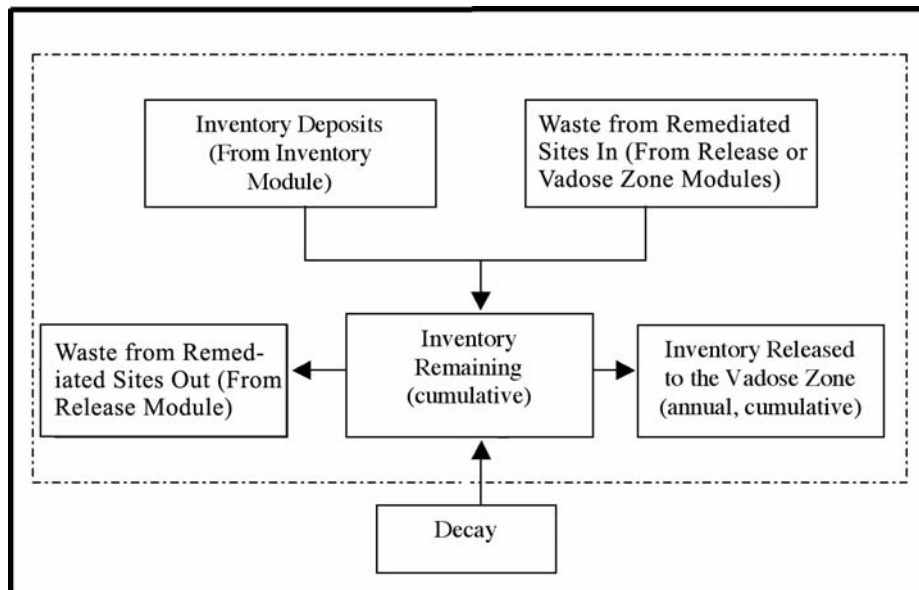 Inventory Deposits
(From Inventory
Module)
Waste from Remediated
Sites In (From Release or
Vadose Zone Modules)
Waste from Remed-
iated Sites Out (From
Release Module)
Inventory
Remaining
(cumulative)
Inventory Released
to the Vadose Zone
(annual, cumulative)
Decay